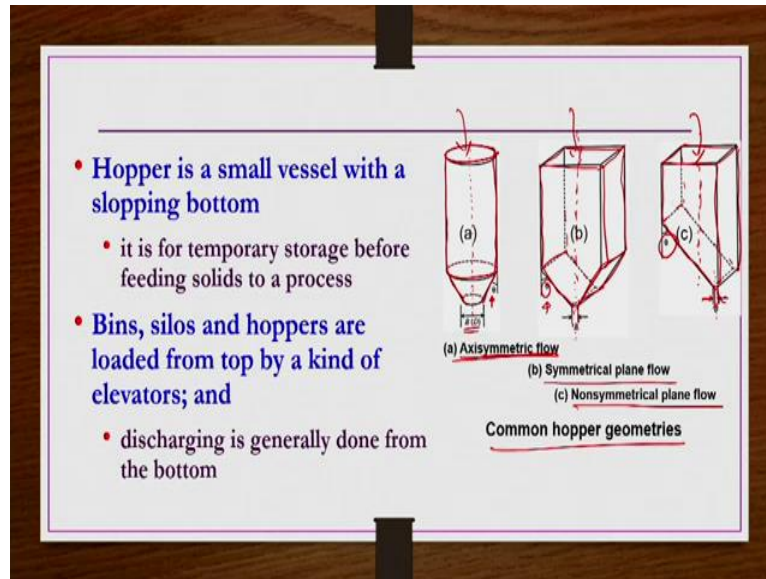 • Hopper is a small vessel with a
slopping bottom
• it is for temporary storage before
feeding solids to a process
• Bins, silos and hoppers are
loaded from top by a kind of
elevators; and
• discharging is generally done from
the bottom
(a)
(b)
(c)
(a) Axisymmetric flow
(b) Symmetrical plane flow
(c) Nonsymmetrical plane flow
Common hopper geometries